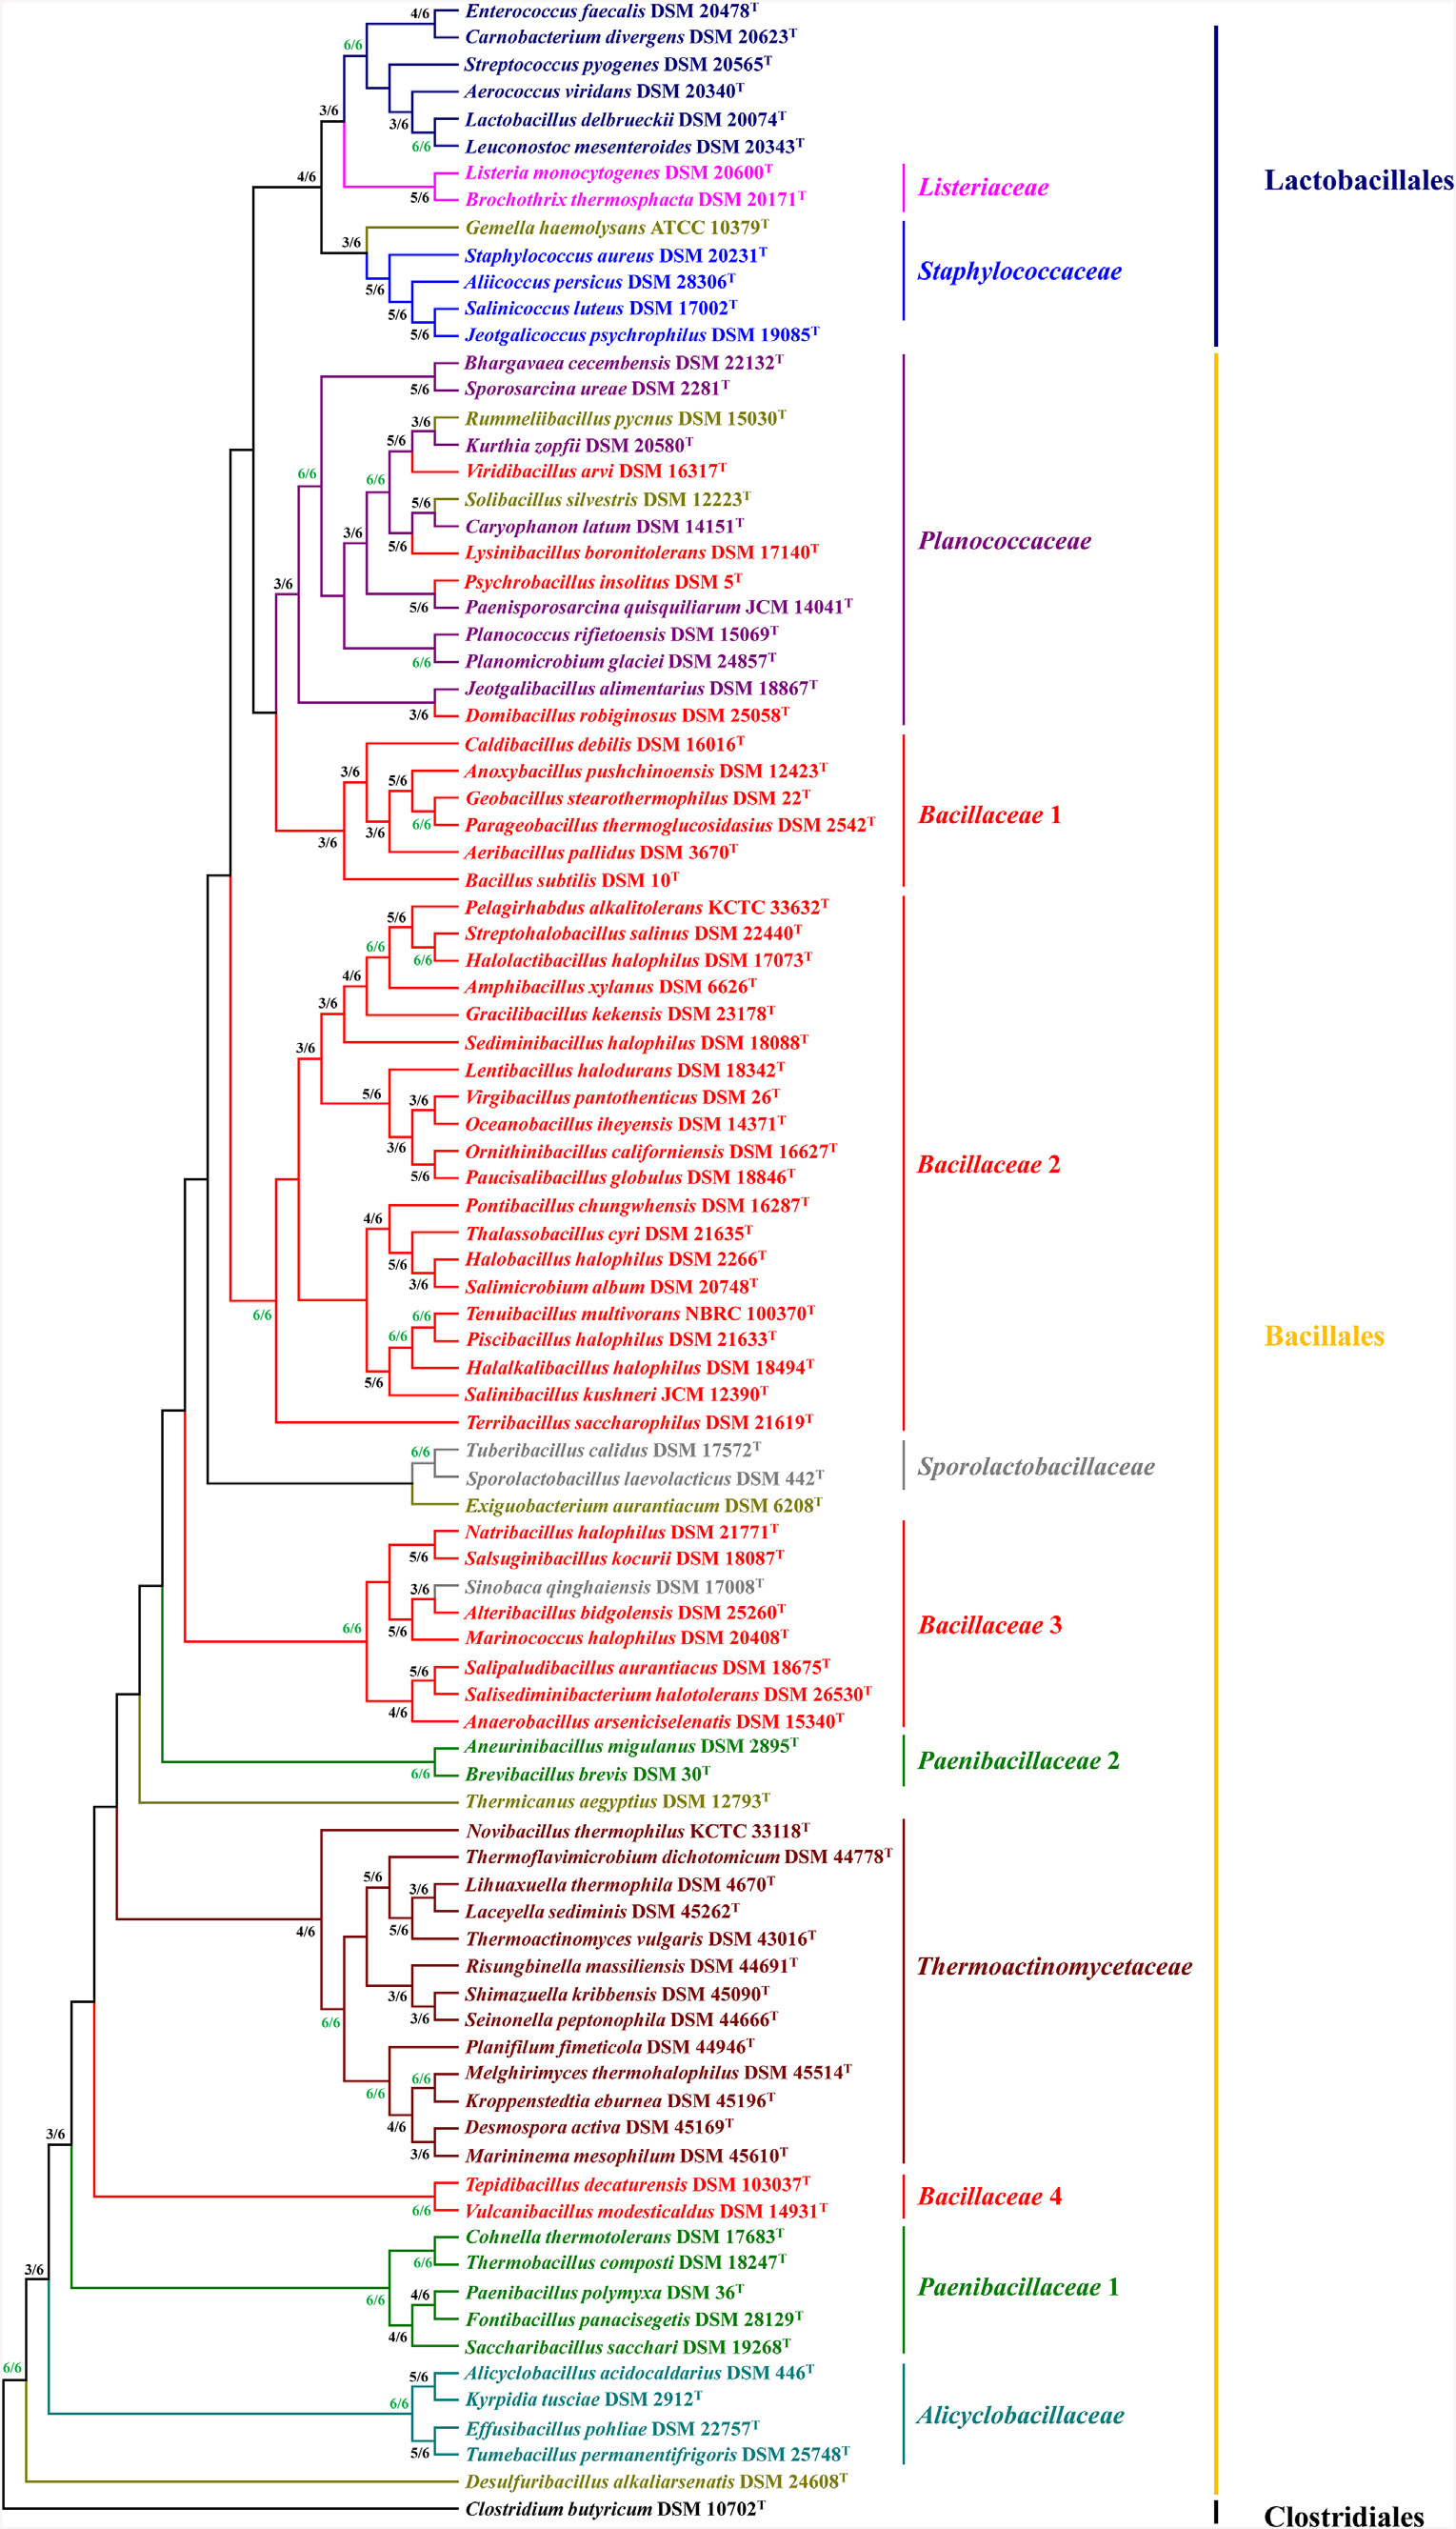 4/6 Enterococcus faecalis DSM 20478ᵀ
Carnobacterium divergens DSM 20623ᵀ
6/6
Streptococcus pyogenes DSM 20565ᵀ
Aerococcus viridans DSM 20340ᵀ
3/6
Lactobacillus delbrueckii DSM 20074ᵀ
3/6
Leuconostoc mesenteroides DSM 20343ᵀ
6/6
Listeria monocytogenes DSM 20600ᵀ
4/6
Lactobacillales
Listeriaceae
Brochothrix thermosphacta DSM 20171ᵀ
5/6
Gemella haemolysans ATCC 10379ᵀ
3/6
Staphylococcus aureus DSM 20231ᵀ
Staphylococcaceae
Aliicoccus persicus DSM 28306ᵀ
5/6
Salinicoccus luteus DSM 17002ᵀ
5/6
Jeotgalicoccus psychrophilus DSM 19085ᵀ
5/6
Bhargavaea cecembensis DSM 22132ᵀ
Sporosarcina ureae DSM 2281ᵀ
5/6
Rummeliibacillus pycnus DSM 15030ᵀ
3/6
Kurthia zopfii DSM 20580ᵀ
5/6
Viridibacillus arvi DSM 16317ᵀ
6/6
6/6
Solibacillus silvestris DSM 12223ᵀ
5/6
Caryophanon latum DSM 14151ᵀ
3/6
Planococcaceae
Lysinibacillus boronitolerans DSM 17140ᵀ
5/6
Psychrobacillus insolitus DSM 5ᵀ
3/6
Paenisporosarcina quisquiliarum JCM 14041ᵀ
5/6
Planococcus rifietoensis DSM 15069ᵀ
Planomicrobium glaciei DSM 24857ᵀ
6/6
Jeotgalibacillus alimentarius DSM 18867ᵀ
Domibacillus robiginosus DSM 25058ᵀ
3/6
Caldibacillus debilis DSM 16016ᵀ
3/6
Anoxybacillus pushchinoensis DSM 12423ᵀ
5/6
Geobacillus stearothermophilus DSM 22ᵀ
Bacillaceae 1
Parageobacillus thermoglucosidasius DSM 2542ᵀ
6/6
3/6
3/6
Aeribacillus pallidus DSM 3670ᵀ
Bacillus subtilis DSM 10ᵀ
Pelagirhabdus alkalitolerans KCTC 33632ᵀ
5/6
Streptohalobacillus salinus DSM 22440ᵀ
6/6
Halolactibacillus halophilus DSM 17073ᵀ
6/6
4/6
Amphibacillus xylanus DSM 6626ᵀ
3/6
Gracilibacillus kekensis DSM 23178ᵀ
3/6
Sediminibacillus halophilus DSM 18088ᵀ
Lentibacillus halodurans DSM 18342ᵀ
5/6
Virgibacillus pantothenticus DSM 26ᵀ
3/6
Oceanobacillus iheyensis DSM 14371ᵀ
3/6
Ornithinibacillus californiensis DSM 16627ᵀ
Bacillaceae 2
Paucisalibacillus globulus DSM 18846ᵀ
5/6
Pontibacillus chungwhensis DSM 16287ᵀ
4/6
Thalassobacillus cyri DSM 21635ᵀ
Halobacillus halophilus DSM 2266ᵀ
5/6
Salimicrobium album DSM 20748ᵀ
3/6
6/6
Tenuibacillus multivorans NBRC 100370ᵀ
6/6
6/6
Piscibacillus halophilus DSM 21633ᵀ
Bacillales
Halalkalibacillus halophilus DSM 18494ᵀ
5/6
Salinibacillus kushneri JCM 12390ᵀ
Terribacillus saccharophilus DSM 21619ᵀ
6/6
Tuberibacillus calidus DSM 17572ᵀ
Sporolactobacillaceae
Sporolactobacillus laevolacticus DSM 442ᵀ
Exiguobacterium aurantiacum DSM 6208ᵀ
Natribacillus halophilus DSM 21771ᵀ
Salsuginibacillus kocurii DSM 18087ᵀ
5/6
Sinobaca qinghaiensis DSM 17008ᵀ
3/6
Alteribacillus bidgolensis DSM 25260ᵀ
6/6
5/6
Bacillaceae 3
Marinococcus halophilus DSM 20408ᵀ
Salipaludibacillus aurantiacus DSM 18675ᵀ
5/6
Salisediminibacterium halotolerans DSM 26530ᵀ
4/6
Anaerobacillus arseniciselenatis DSM 15340ᵀ
Aneurinibacillus migulanus DSM 2895ᵀ
Paenibacillaceae 2
Brevibacillus brevis DSM 30ᵀ
6/6
Thermicanus aegyptius DSM 12793ᵀ
Novibacillus thermophilus KCTC 33118ᵀ
Thermoflavimicrobium dichotomicum DSM 44778ᵀ
5/6
Lihuaxuella thermophila DSM 4670ᵀ
3/6
Laceyella sediminis DSM 45262ᵀ
4/6
5/6
Thermoactinomyces vulgaris DSM 43016ᵀ
Risungbinella massiliensis DSM 44691ᵀ
Thermoactinomycetaceae
Shimazuella kribbensis DSM 45090ᵀ
3/6
Seinonella peptonophila DSM 44666ᵀ
3/6
6/6
Planifilum fimeticola DSM 44946ᵀ
Melghirimyces thermohalophilus DSM 45514ᵀ
6/6
6/6
Kroppenstedtia eburnea DSM 45196ᵀ
Desmospora activa DSM 45169ᵀ
4/6
3/6
Marininema mesophilum DSM 45610ᵀ
3/6
Tepidibacillus decaturensis DSM 103037ᵀ
Bacillaceae 4
Vulcanibacillus modesticaldus DSM 14931ᵀ
6/6
Cohnella thermotolerans DSM 17683ᵀ
Thermobacillus composti DSM 18247ᵀ
6/6
3/6
Paenibacillaceae 1
Paenibacillus polymyxa DSM 36ᵀ
4/6
6/6
Fontibacillus panacisegetis DSM 28129ᵀ
4/6
Saccharibacillus sacchari DSM 19268ᵀ
6/6
Alicyclobacillus acidocaldarius DSM 446ᵀ
5/6
Kyrpidia tusciae DSM 2912ᵀ
6/6
Alicyclobacillaceae
Effusibacillus pohliae DSM 22757ᵀ
Tumebacillus permanentifrigoris DSM 25748ᵀ
5/6
Desulfuribacillus alkaliarsenatis DSM 24608ᵀ
Clostridium butyricum DSM 10702ᵀ
Clostridiales